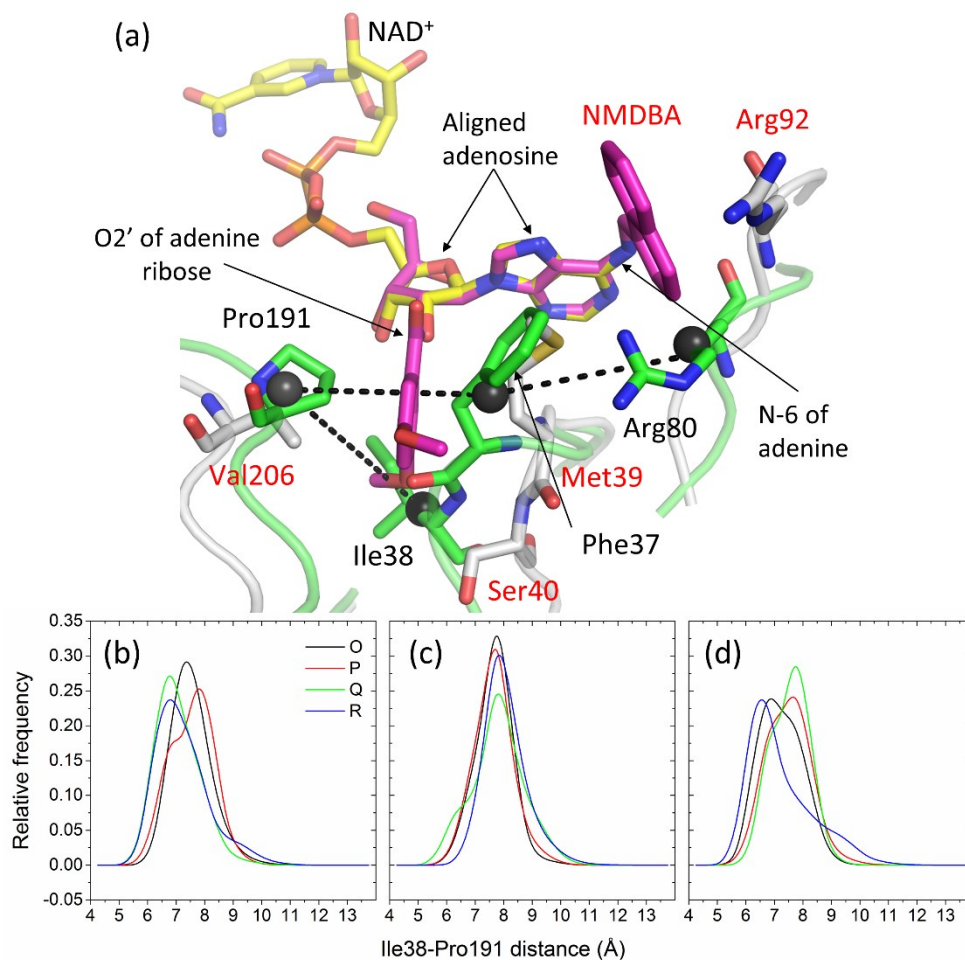 (a)
NAD+
Aligned
adenosine
NMDBA
Arg92
O2' of adenine
ribose
Pro191
Arg80
N-6 of
adenine
Val206
Met39
Ile38
Phe37
Ser40
(b)
O
P
Q
R
(c)
(d)
Relative frequency
0.35
0.30
0.25
0.20
0.15
0.10
0.05
0.00
-0.05
4 5 6 7 8 9 10 11 12 13
4 5 6 7 8 9 10 11 12 13
4 5 6 7 8 9 10 11 12 13
Ile38-Pro191 distance (Å)